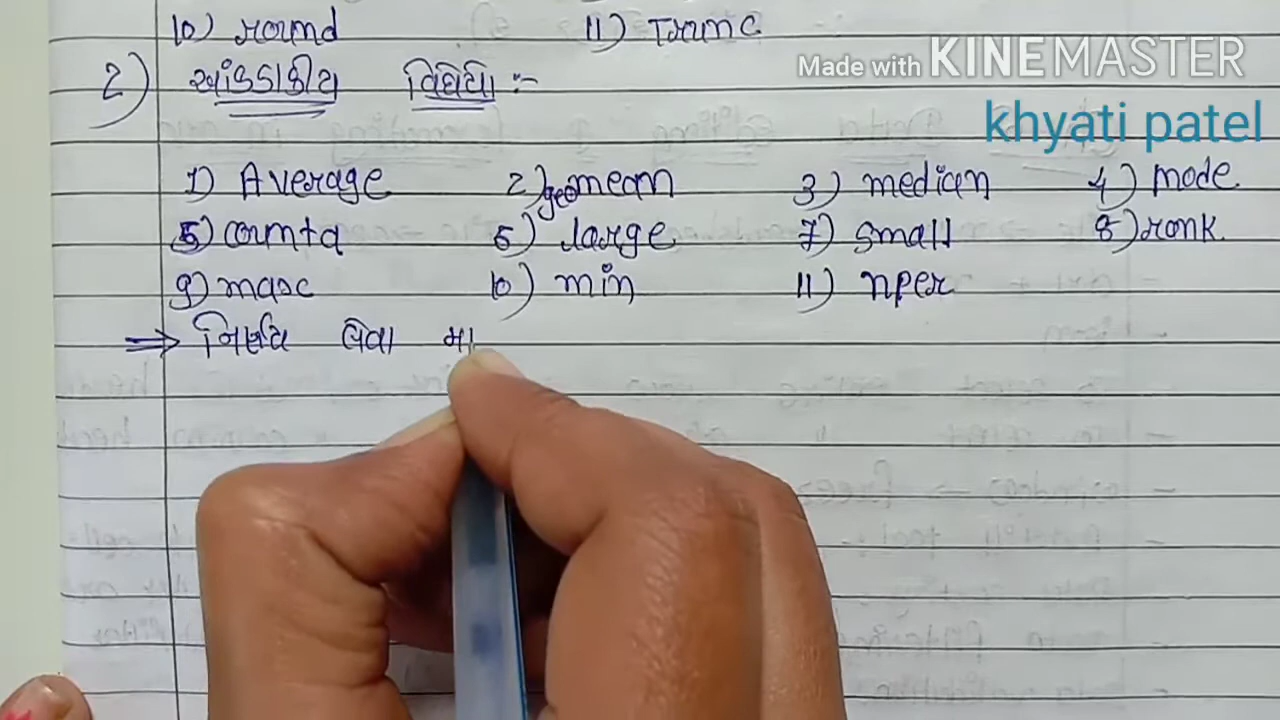 10) round 11) Trunc
Made with KINEMASTER
2) આંકડાકીય વિધેયો :-
khyati patel
1) Average 2) geomean 3) median 4) mode
5) counta 6) large 7) small 8) rank.
9) max 10) min 11) nper
⇒ નિર્ણય લેવા મા